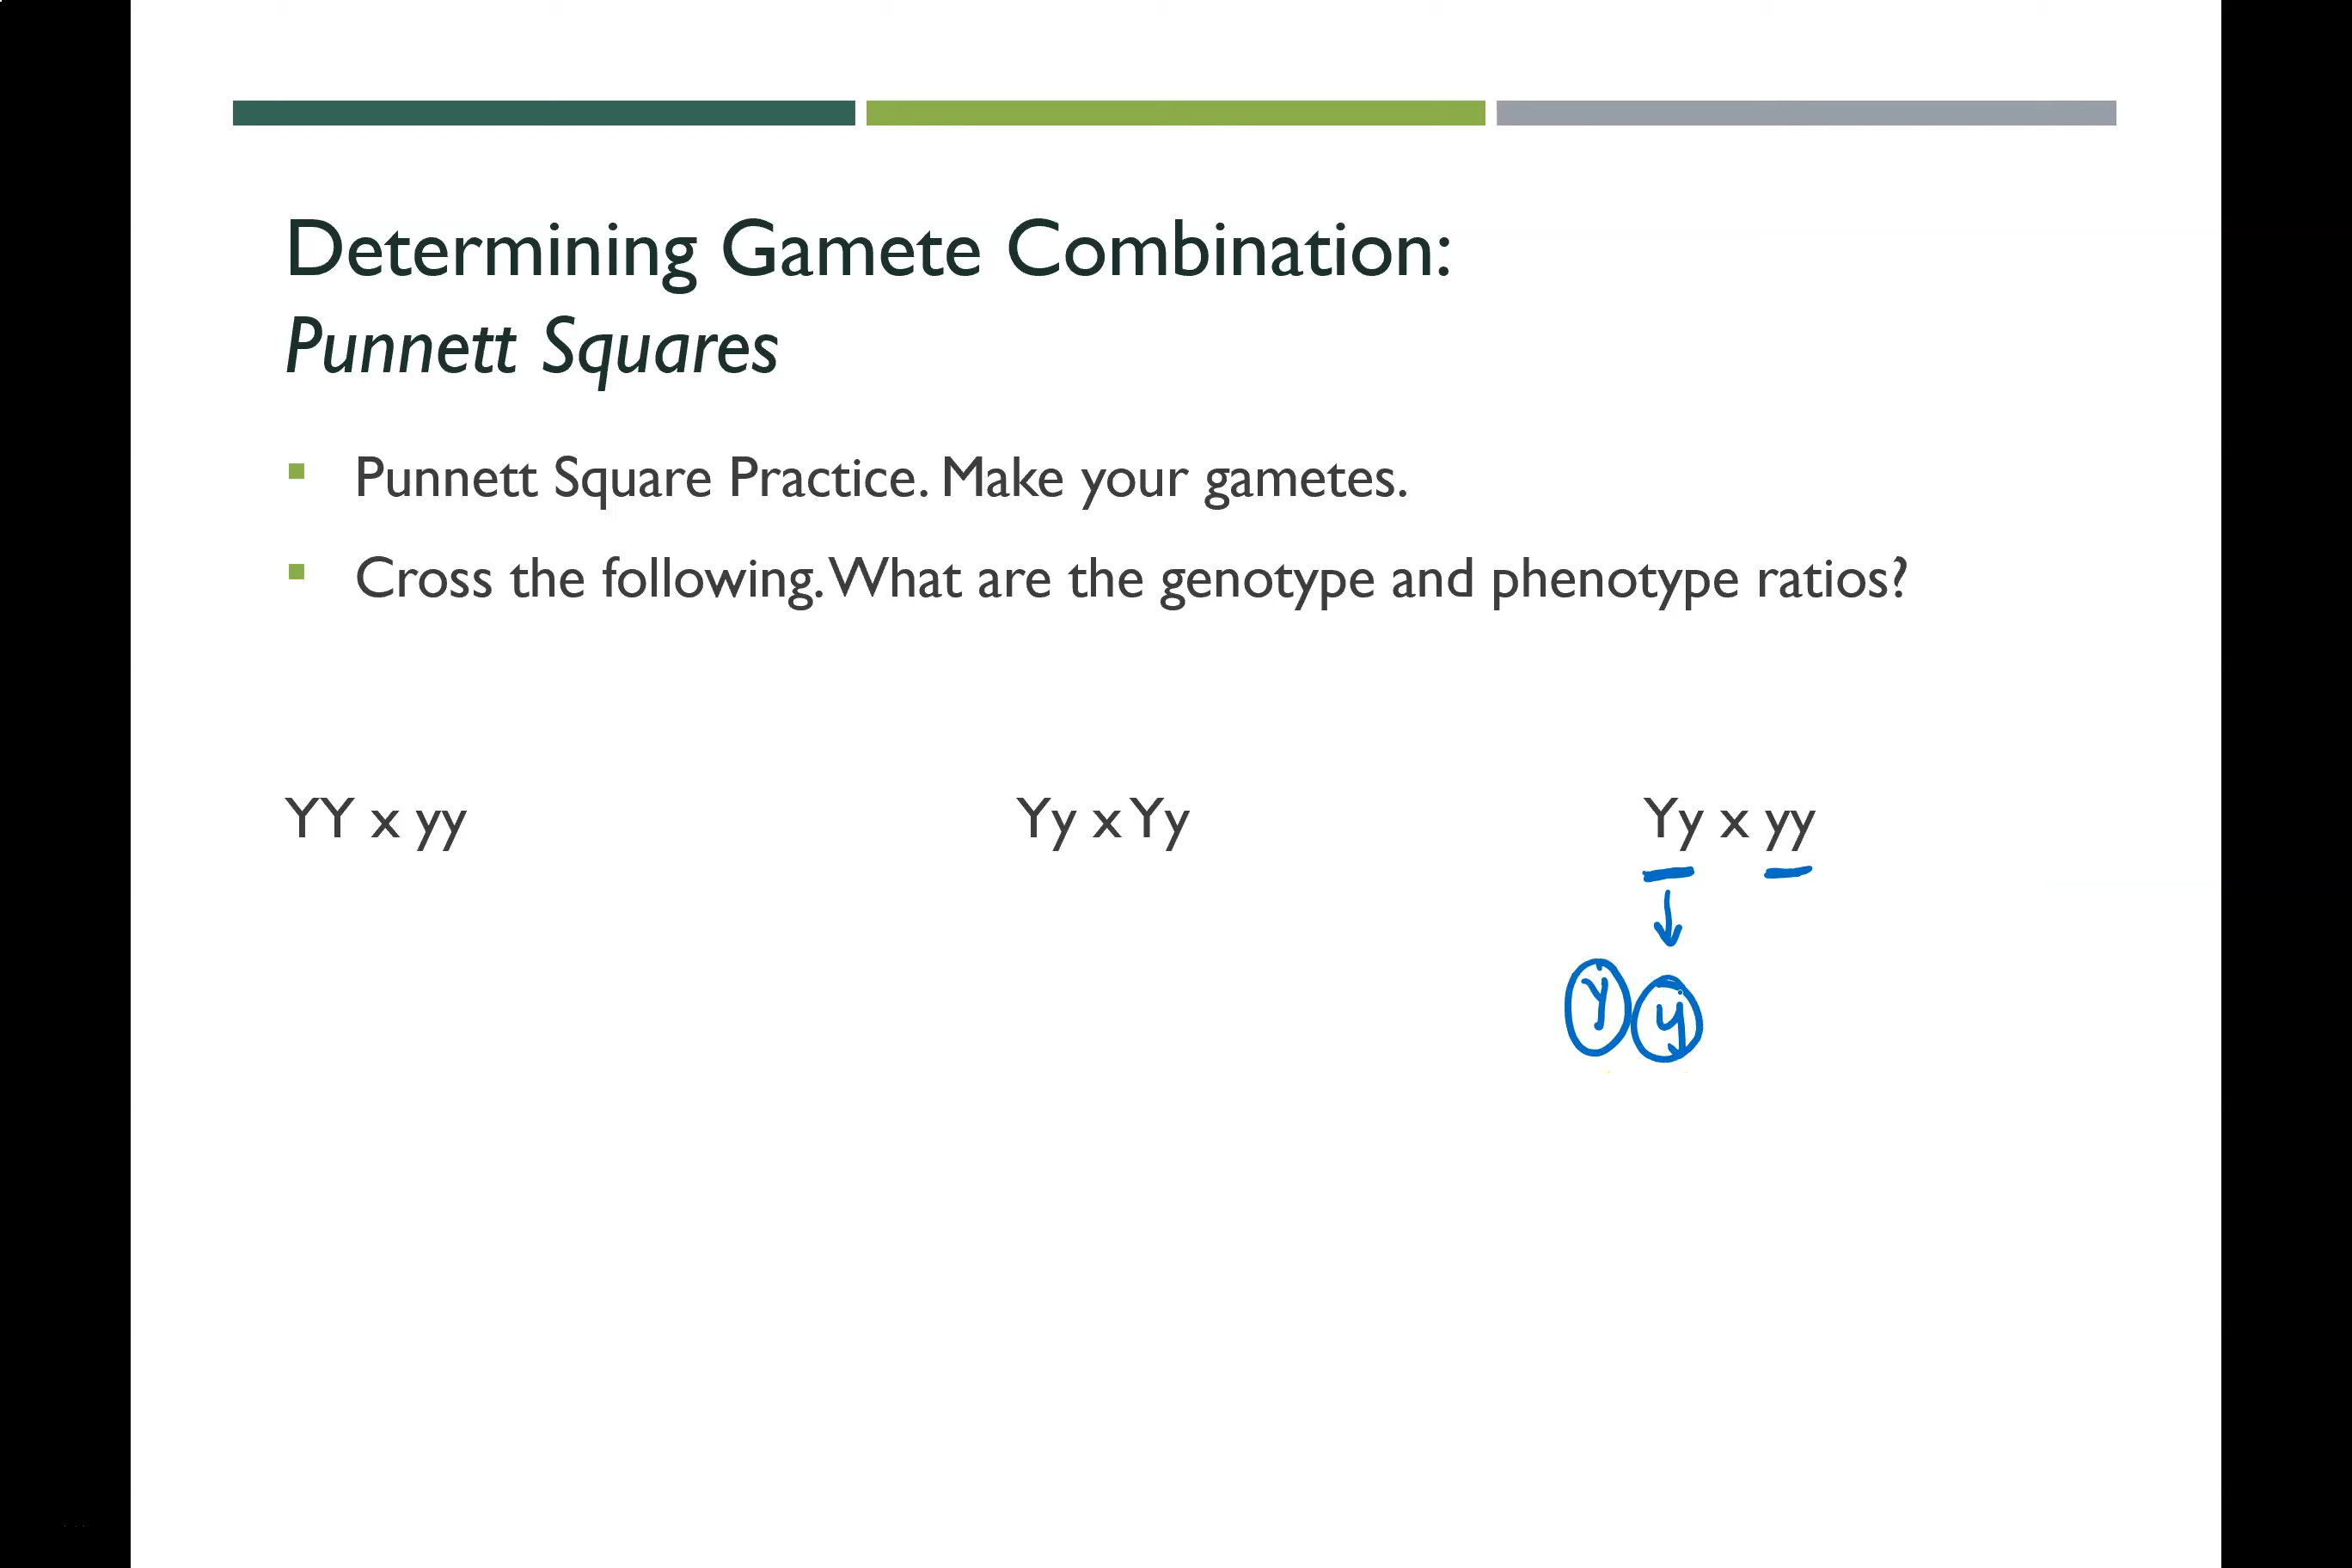 Determining Gamete Combination:
Punnett Squares
Punnett Square Practice. Make your gametes.
Cross the following. What are the genotype and phenotype ratios?
YY x yy
Yy x Yy
Yy x yy
Y y